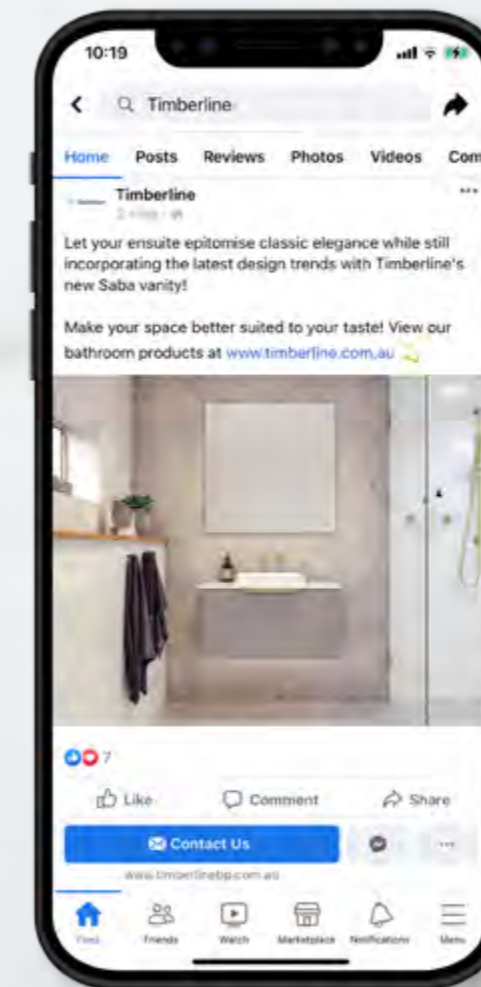 10:19
Timberline
Home Posts Reviews Photos Videos Com
Timberline
Let your ensuite epitomise classic elegance while still
incorporating the latest design trends with Timberline's
new Saba vanity!
Make your space better suited to your taste! View our
bathroom products at www.timberline.com.au
7
Like Comment Share
Contact Us
www.timberlinebp.com.au
Feed Friends Watch Marketplace Notifications Menu